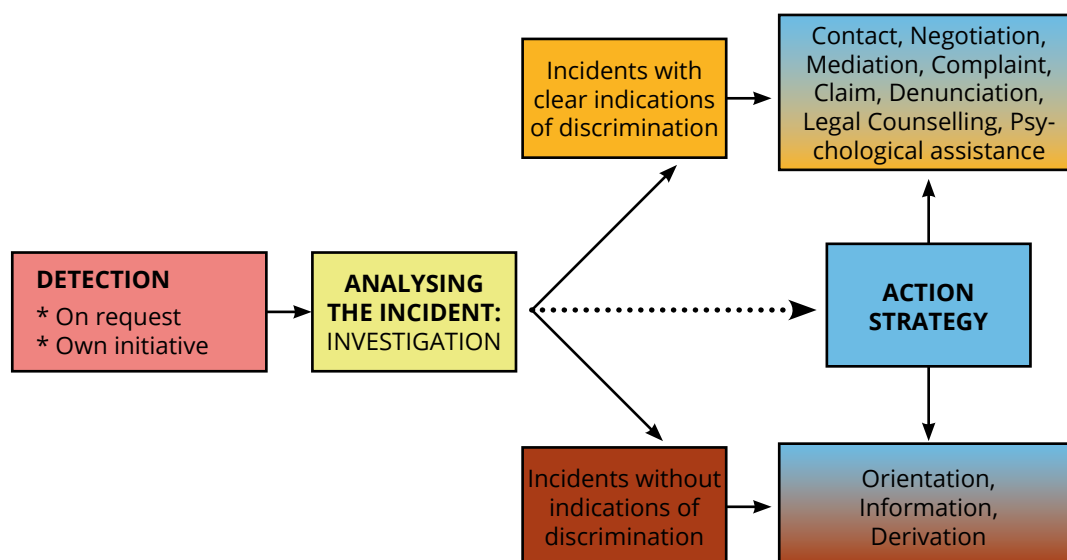 Incidents with
clear indications
of discrimination
Contact, Negotiation,
Mediation, Complaint,
Claim, Denunciation,
Legal Counselling, Psy-
chological assistance
DETECTION
* On request
* Own initiative
ANALYSING
THE INCIDENT:
INVESTIGATION
ACTION
STRATEGY
Incidents without
indications of
discrimination
Orientation,
Information,
Derivation